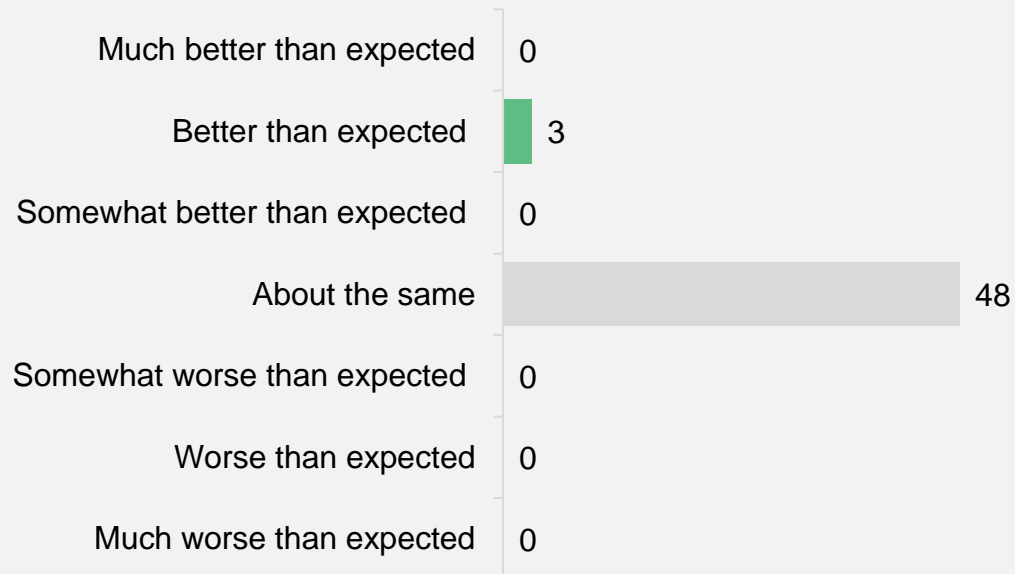 Much better than expected 0
Better than expected 3
Somewhat better than expected 0
About the same 48
Somewhat worse than expected 0
Worse than expected 0
Much worse than expected 0